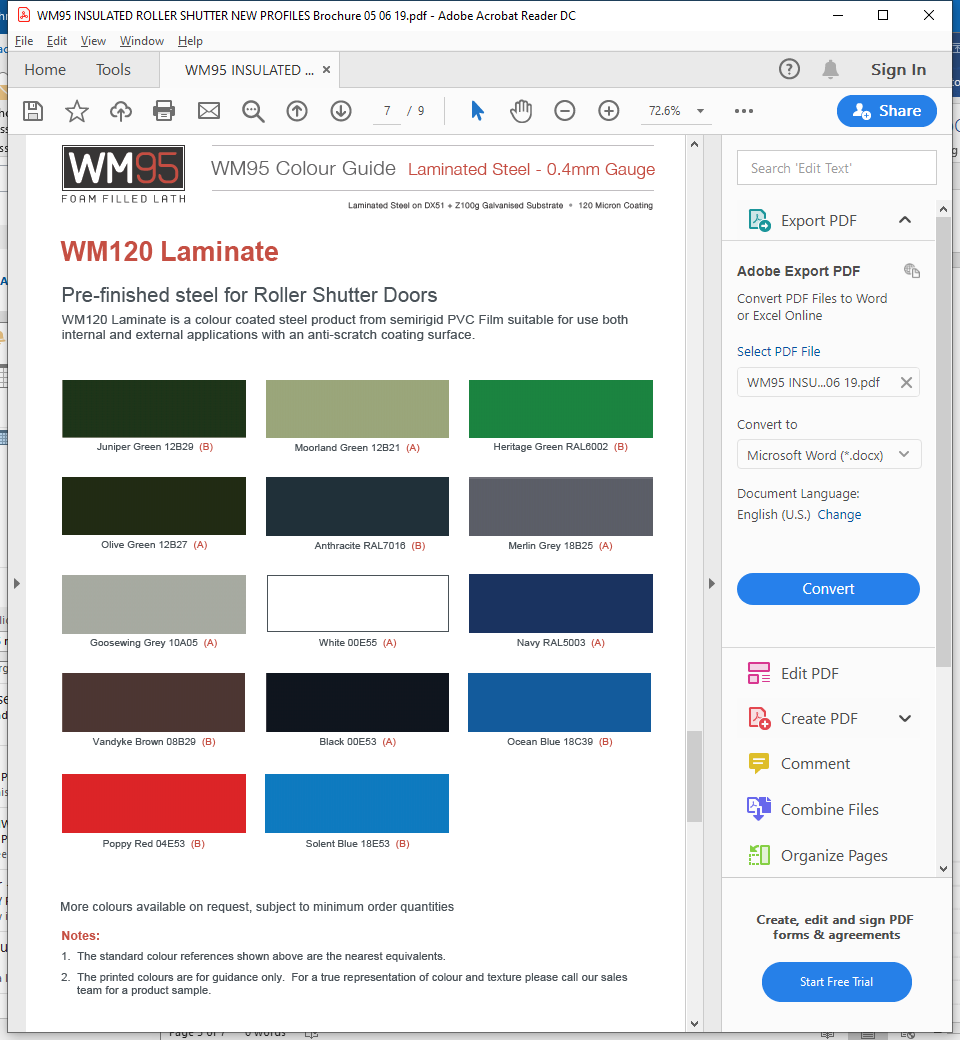 WM95 INSULATED ROLLER SHUTTER NEW PROFILES Brochure 05 06 19.pdf - Adobe Acrobat Reader DC
File Edit View Window Help
Home Tools WM95 INSULATED ... × Sign In
7 / 9 72.6% Share
WM95
FOAM FILLED LATH
WM95 Colour Guide Laminated Steel - 0.4mm Gauge
Laminated Steel on DX51 + Z100g Galvanised Substrate • 120 Micron Coating
WM120 Laminate
Pre-finished steel for Roller Shutter Doors
WM120 Laminate is a colour coated steel product from semirigid PVC Film suitable for use both
internal and external applications with an anti-scratch coating surface.
Juniper Green 12B29 (B) Moorland Green 12B21 (A) Heritage Green RAL6002 (B)
Olive Green 12B27 (A) Anthracite RAL7016 (B) Merlin Grey 18B25 (A)
Goosewing Grey 10A05 (A) White 00E55 (A) Navy RAL5003 (A)
Vandyke Brown 08B29 (B) Black 00E53 (A) Ocean Blue 18C39 (B)
Poppy Red 04E53 (B) Solent Blue 18E53 (B)
More colours available on request, subject to minimum order quantities
Notes:
1. The standard colour references shown above are the nearest equivalents.
2. The printed colours are for guidance only. For a true representation of colour and texture please call our sales
team for a product sample.
Search 'Edit Text'
Export PDF
Adobe Export PDF
Convert PDF Files to Word
or Excel Online
Select PDF File
WM95 INSU...06 19.pdf
Convert to
Microsoft Word (*.docx)
Document Language:
English (U.S.) Change
Convert
Edit PDF
Create PDF
Comment
Combine Files
Organize Pages
Create, edit and sign PDF
forms & agreements
Start Free Trial